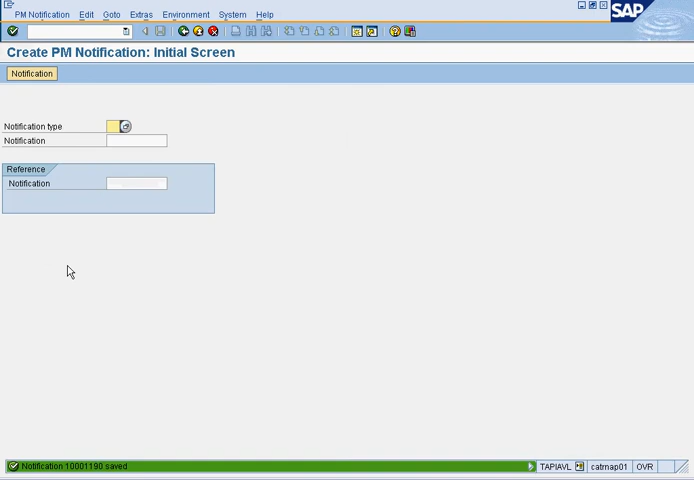 PM Notification Edit Goto Extras Environment System Help
SAP
Create PM Notification: Initial Screen
Notification
Notification type
Notification
Reference
Notification
Notification 10001190 saved
TAPIAVL catrnap01 OVR